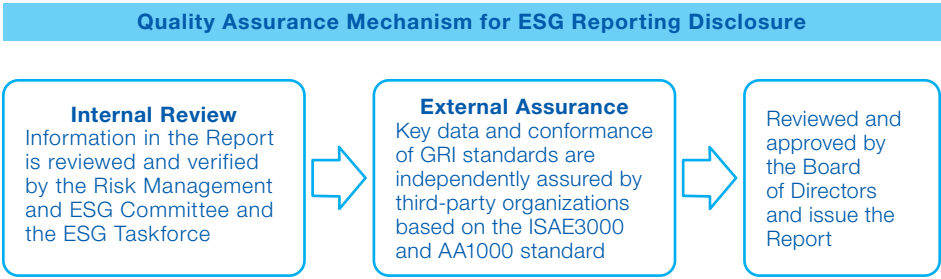 Quality Assurance Mechanism for ESG Reporting Disclosure
Internal Review
Information in the Report
is reviewed and verified
by the Risk Management
and ESG Committee and
the ESG Taskforce
External Assurance
Key data and conformance
of GRI standards are
independently assured by
third-party organizations
based on the ISAE3000
and AA1000 standard
Reviewed and
approved by
the Board
of Directors
and issue the
Report